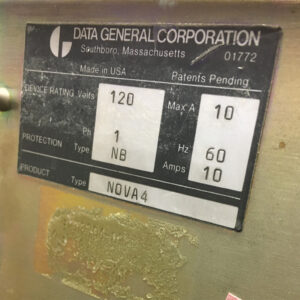 DATA GENERAL CORPORATION
Southboro, Massachusetts 01772
Made in USA Patents Pending
DEVICE RATING Volts 120 Max A 10
Ph 1 Hz 60
PROTECTION Type NB Amps 10
PRODUCT Type NOVA4